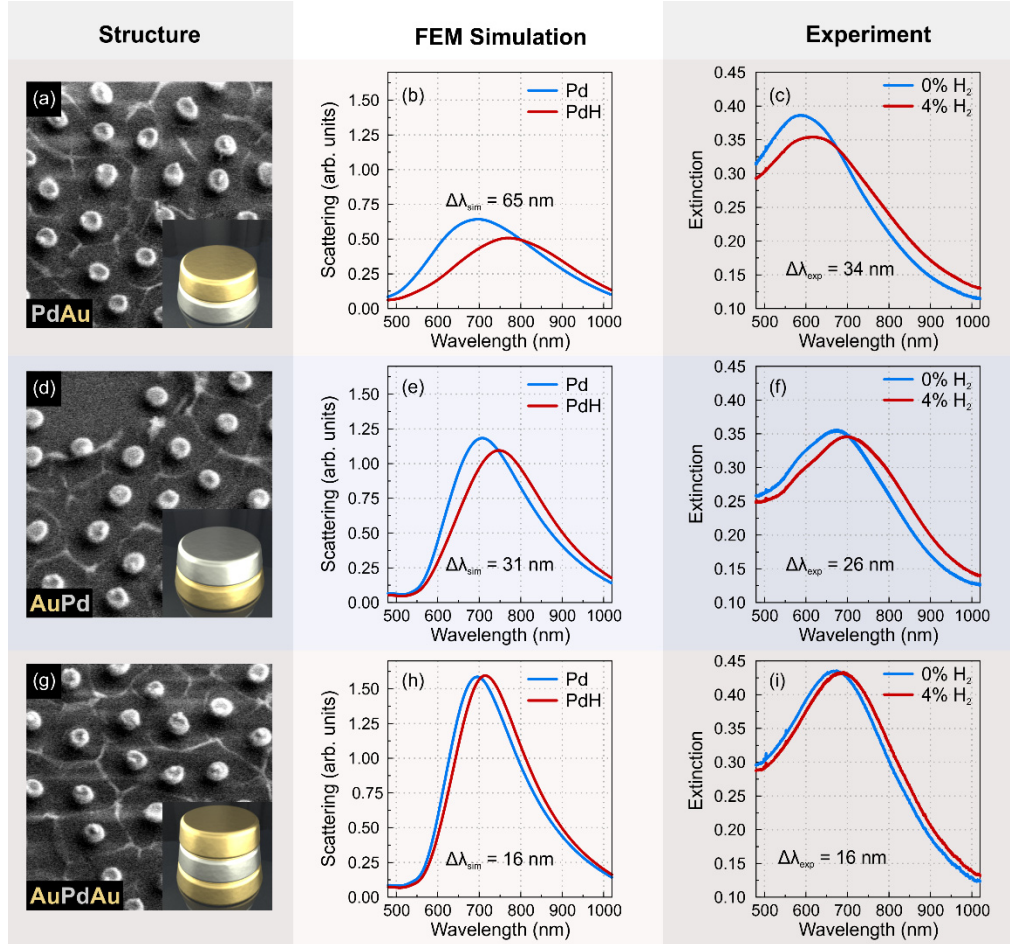 Structure
FEM Simulation
Experiment
(a)
PdAu
(b)
Pd
PdH
Δλsim = 65 nm
Scattering (arb. units)
1.50
1.25
1.00
0.75
0.50
0.25
0.00
500 600 700 800 900 1000
Wavelength (nm)
(c)
0% H₂
4% H₂
Δλexp = 34 nm
Extinction
0.45
0.40
0.35
0.30
0.25
0.20
0.15
0.10
500 600 700 800 900 1000
Wavelength (nm)
(d)
AuPd
(e)
Pd
PdH
Δλsim = 31 nm
Scattering (arb. units)
1.50
1.25
1.00
0.75
0.50
0.25
0.00
500 600 700 800 900 1000
Wavelength (nm)
(f)
0% H₂
4% H₂
Δλexp = 26 nm
Extinction
0.45
0.40
0.35
0.30
0.25
0.20
0.15
0.10
500 600 700 800 900 1000
Wavelength (nm)
(g)
AuPdAu
(h)
Pd
PdH
Δλsim = 16 nm
Scattering (arb. units)
1.50
1.25
1.00
0.75
0.50
0.25
0.00
500 600 700 800 900 1000
Wavelength (nm)
(i)
0% H₂
4% H₂
Δλexp = 16 nm
Extinction
0.45
0.40
0.35
0.30
0.25
0.20
0.15
0.10
500 600 700 800 900 1000
Wavelength (nm)